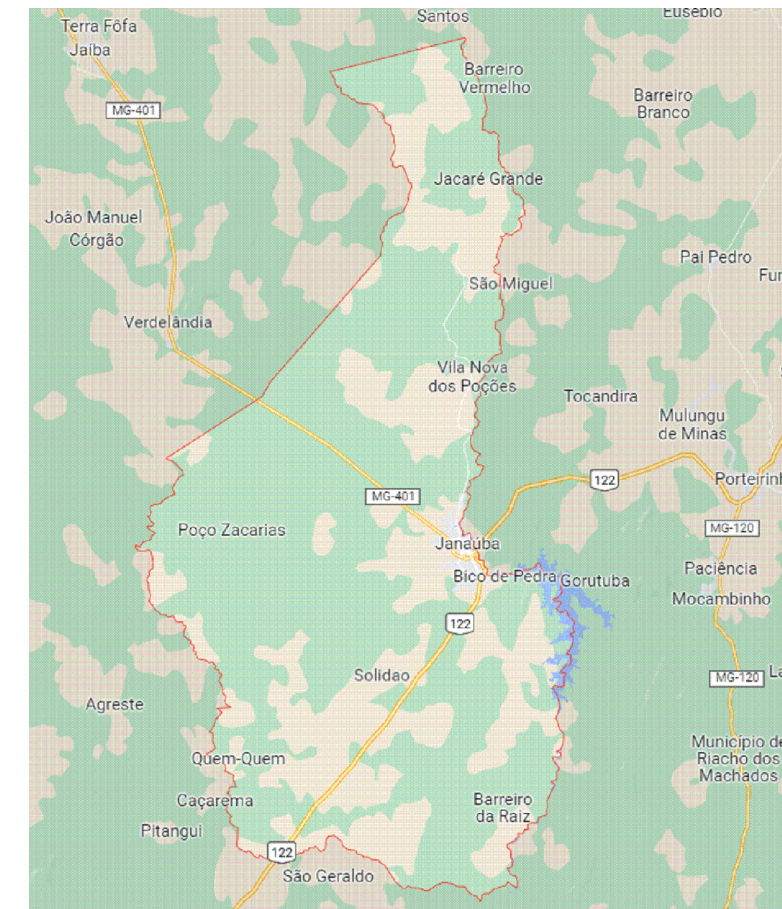 Santos
Eusébio
Terra Fôfa
Jaíba
Barreiro
Vermelho
MG-401
Barreiro
Branco
Jacaré Grande
João Manuel
Córgão
Pai Pedro
São Miguel
Verdelândia
Vila Nova
dos Poções
Tocandira
Mulungu
de Minas
122
MG-401
Poço Zacarias
MG-120
Janaúba
Paciência
Bico de Pedra
Gorutuba
Mocambinho
122
Solidao
MG-120
Agreste
Município de
Riacho dos
Machados
Quem-Quem
Caçarema
Barreiro
da Raiz
Pitangui
122
São Geraldo